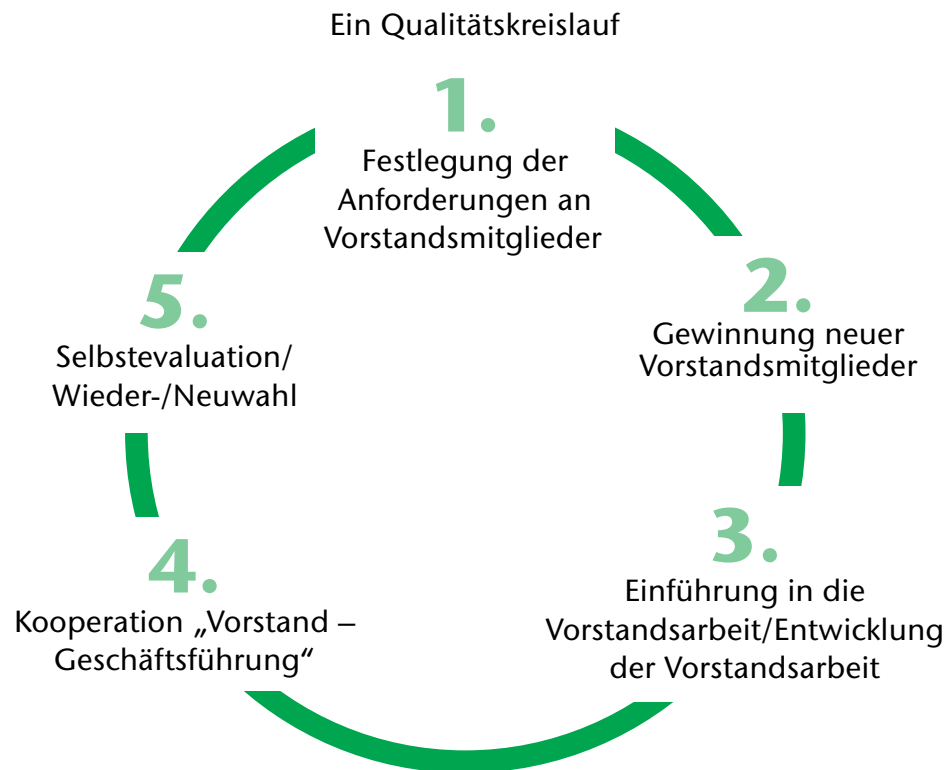 Ein Qualitätskreislauf
1.
Festlegung der
Anforderungen an
Vorstandsmitglieder
2.
Gewinnung neuer
Vorstandsmitglieder
3.
Einführung in die
Vorstandsarbeit/Entwicklung
der Vorstandsarbeit
4.
Kooperation „Vorstand –
Geschäftsführung“
5.
Selbstevaluation/
Wieder-/Neuwahl